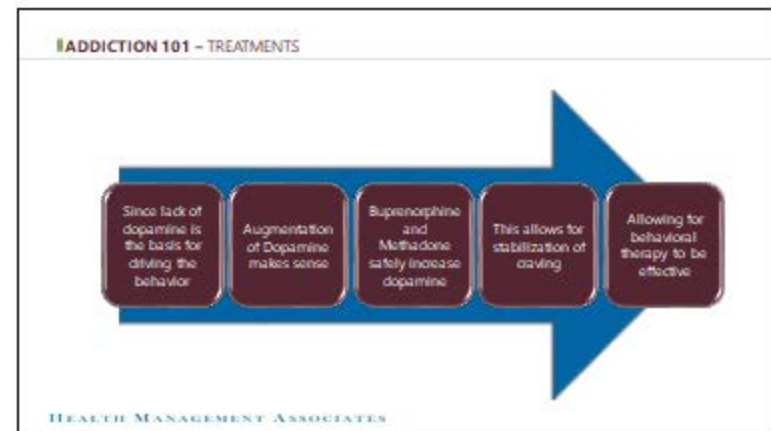 ADDICTION 101 – TREATMENTS
Since lack of
dopamine is
the basis for
driving the
behavior
Augmentation
of Dopamine
makes sense
Buprenorphine
and
Methadone
safely increase
dopamine
This allows for
stabilization of
craving
Allowing for
behavioral
therapy to be
effective
HEALTH MANAGEMENT ASSOCIATES